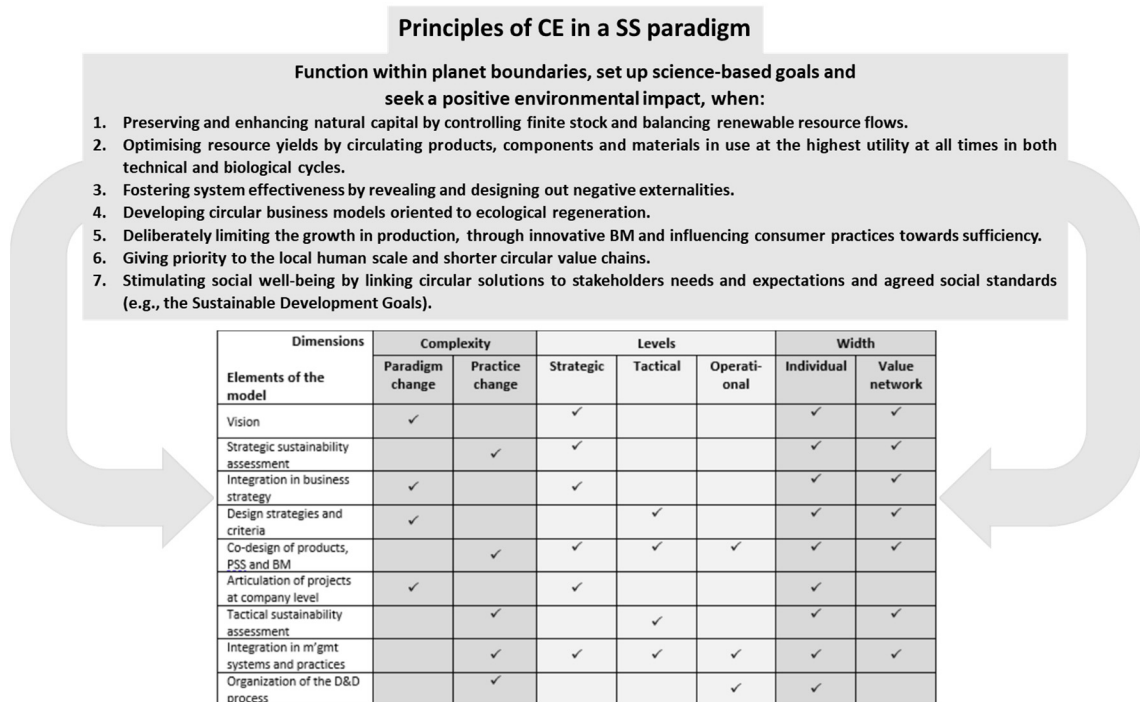 Principles of CE in a SS paradigm
Function within planet boundaries, set up science-based goals and
seek a positive environmental impact, when:
1. Preserving and enhancing natural capital by controlling finite stock and balancing renewable resource flows.
2. Optimising resource yields by circulating products, components and materials in use at the highest utility at all times in both
technical and biological cycles.
3. Fostering system effectiveness by revealing and designing out negative externalities.
4. Developing circular business models oriented to ecological regeneration.
5. Deliberately limiting the growth in production, through innovative BM and influencing consumer practices towards sufficiency.
6. Giving priority to the local human scale and shorter circular value chains.
7. Stimulating social well-being by linking circular solutions to stakeholders needs and expectations and agreed social standards
(e.g., the Sustainable Development Goals).
Dimensions Complexity Levels Width
Elements of the
model
Paradigm
change
Practice
change
Strategic
Tactical
Operati-
onal
Individual
Value
network
Vision ✓ ✓ ✓ ✓
Strategic sustainability
assessment ✓ ✓ ✓ ✓
Integration in business
strategy ✓ ✓ ✓ ✓
Design strategies and
criteria ✓ ✓ ✓ ✓
Co-design of products,
PSS and BM ✓ ✓ ✓ ✓ ✓ ✓
Articulation of projects
at company level ✓ ✓ ✓
Tactical sustainability
assessment ✓ ✓ ✓ ✓
Integration in m'gmt
systems and practices ✓ ✓ ✓ ✓ ✓ ✓
Organization of the D&D
process ✓ ✓ ✓